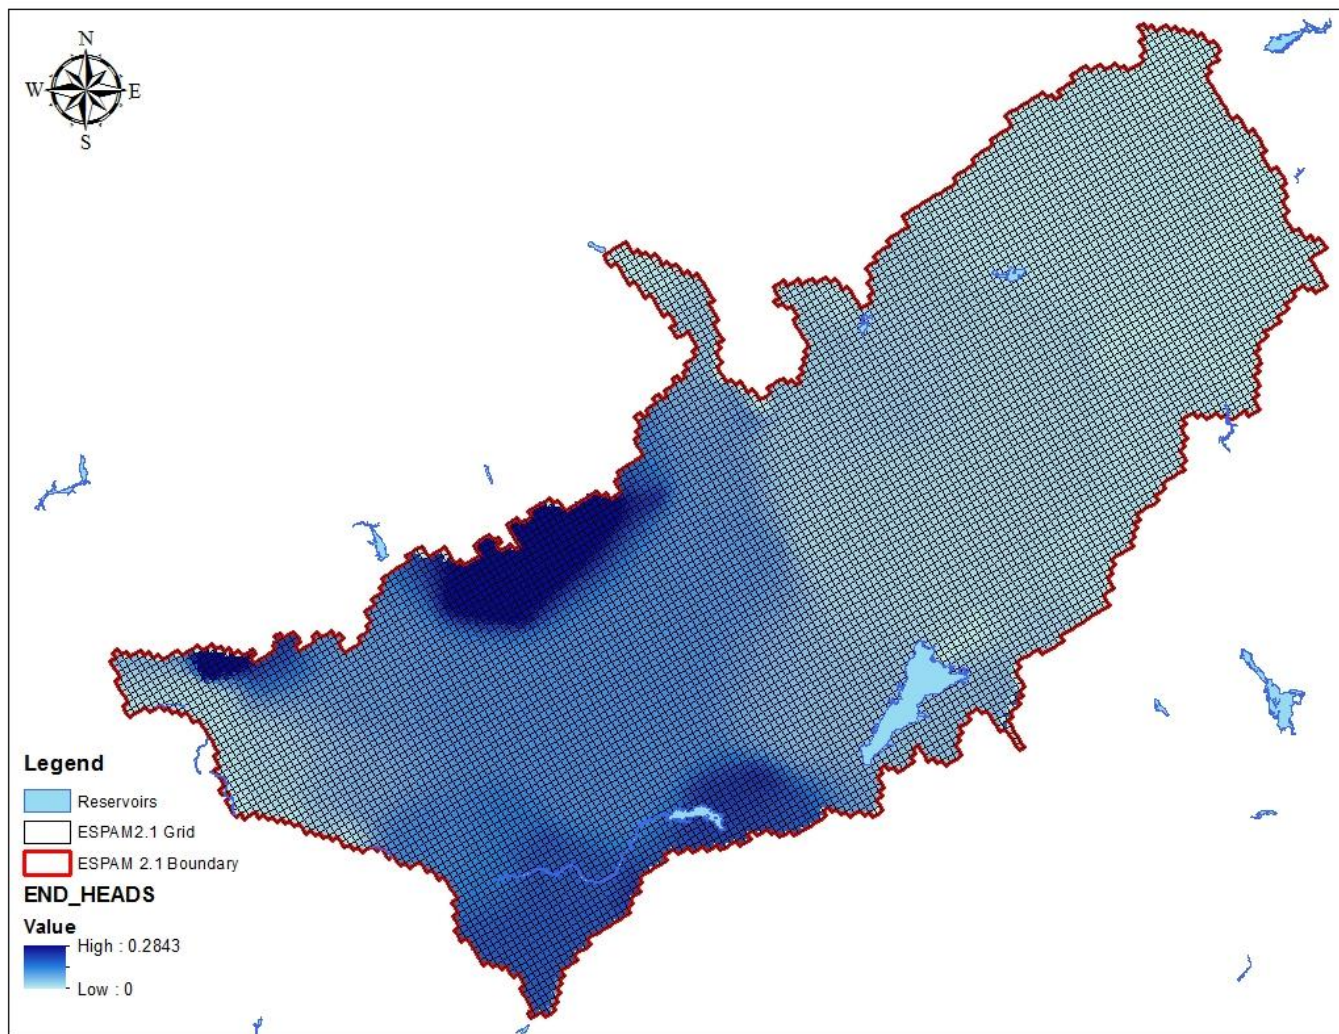 N
W E
S
Legend
Reservoirs
ESPAM2.1 Grid
ESPAM 2.1 Boundary
END_HEADS
Value
High : 0.2843
Low : 0